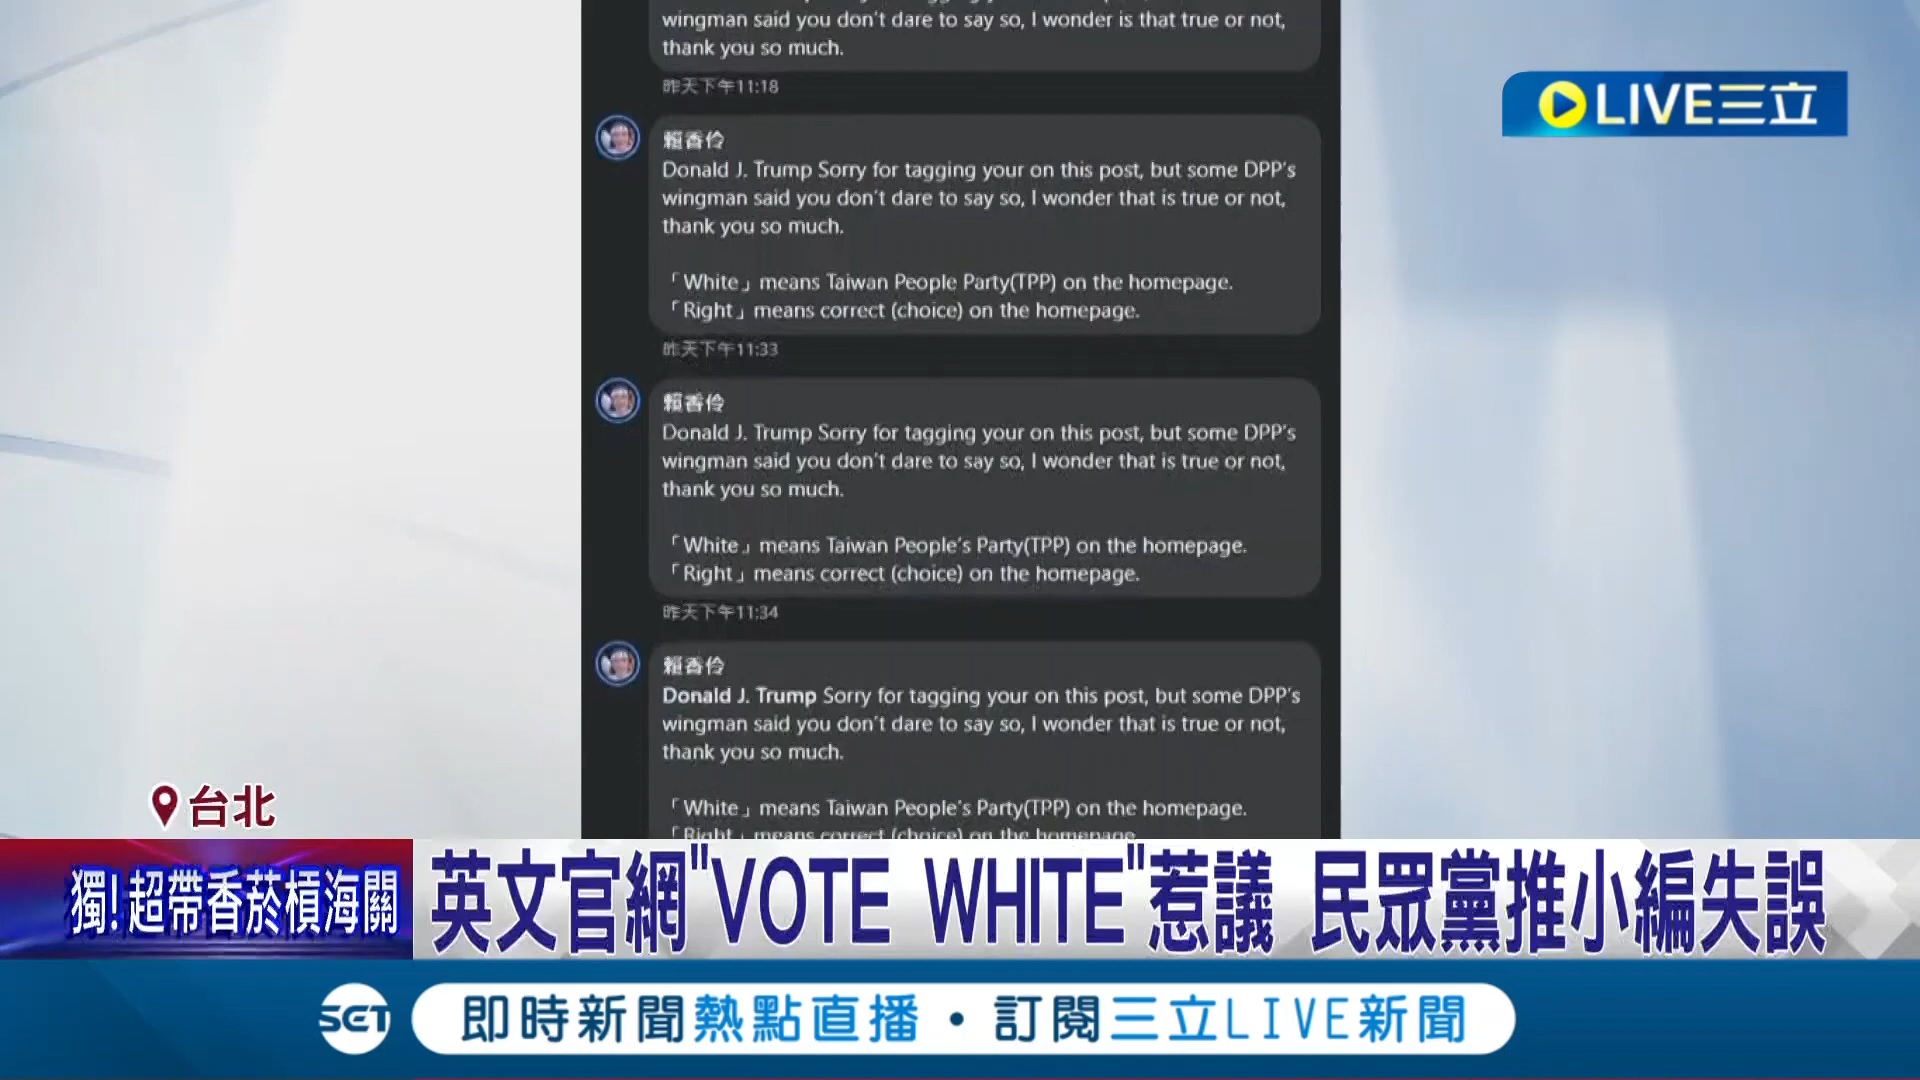 wingman said you don't dare to say so, I wonder is that true or not,
thank you so much.
昨天下午11:18
LIVE三立
賴香伶
Donald J. Trump Sorry for tagging your on this post, but some DPP's
wingman said you don't dare to say so, I wonder that is true or not,
thank you so much.
「White」means Taiwan People Party(TPP) on the homepage.
「Right」means correct (choice) on the homepage.
昨天下午11:33
賴香伶
Donald J. Trump Sorry for tagging your on this post, but some DPP's
wingman said you don't dare to say so, I wonder that is true or not,
thank you so much.
「White」means Taiwan People's Party(TPP) on the homepage.
「Right」means correct (choice) on the homepage.
昨天下午11:34
賴香伶
Donald J. Trump Sorry for tagging your on this post, but some DPP's
wingman said you don't dare to say so, I wonder that is true or not,
thank you so much.
「White」means Taiwan People's Party(TPP) on the homepage.
「Right」means correct (choice) on the homepage.
台北
獨!超帶香菸槓海關
英文官網"VOTE WHITE"惹議 民眾黨推小編失誤
SET
即時新聞熱點直播・訂閱三立LIVE新聞